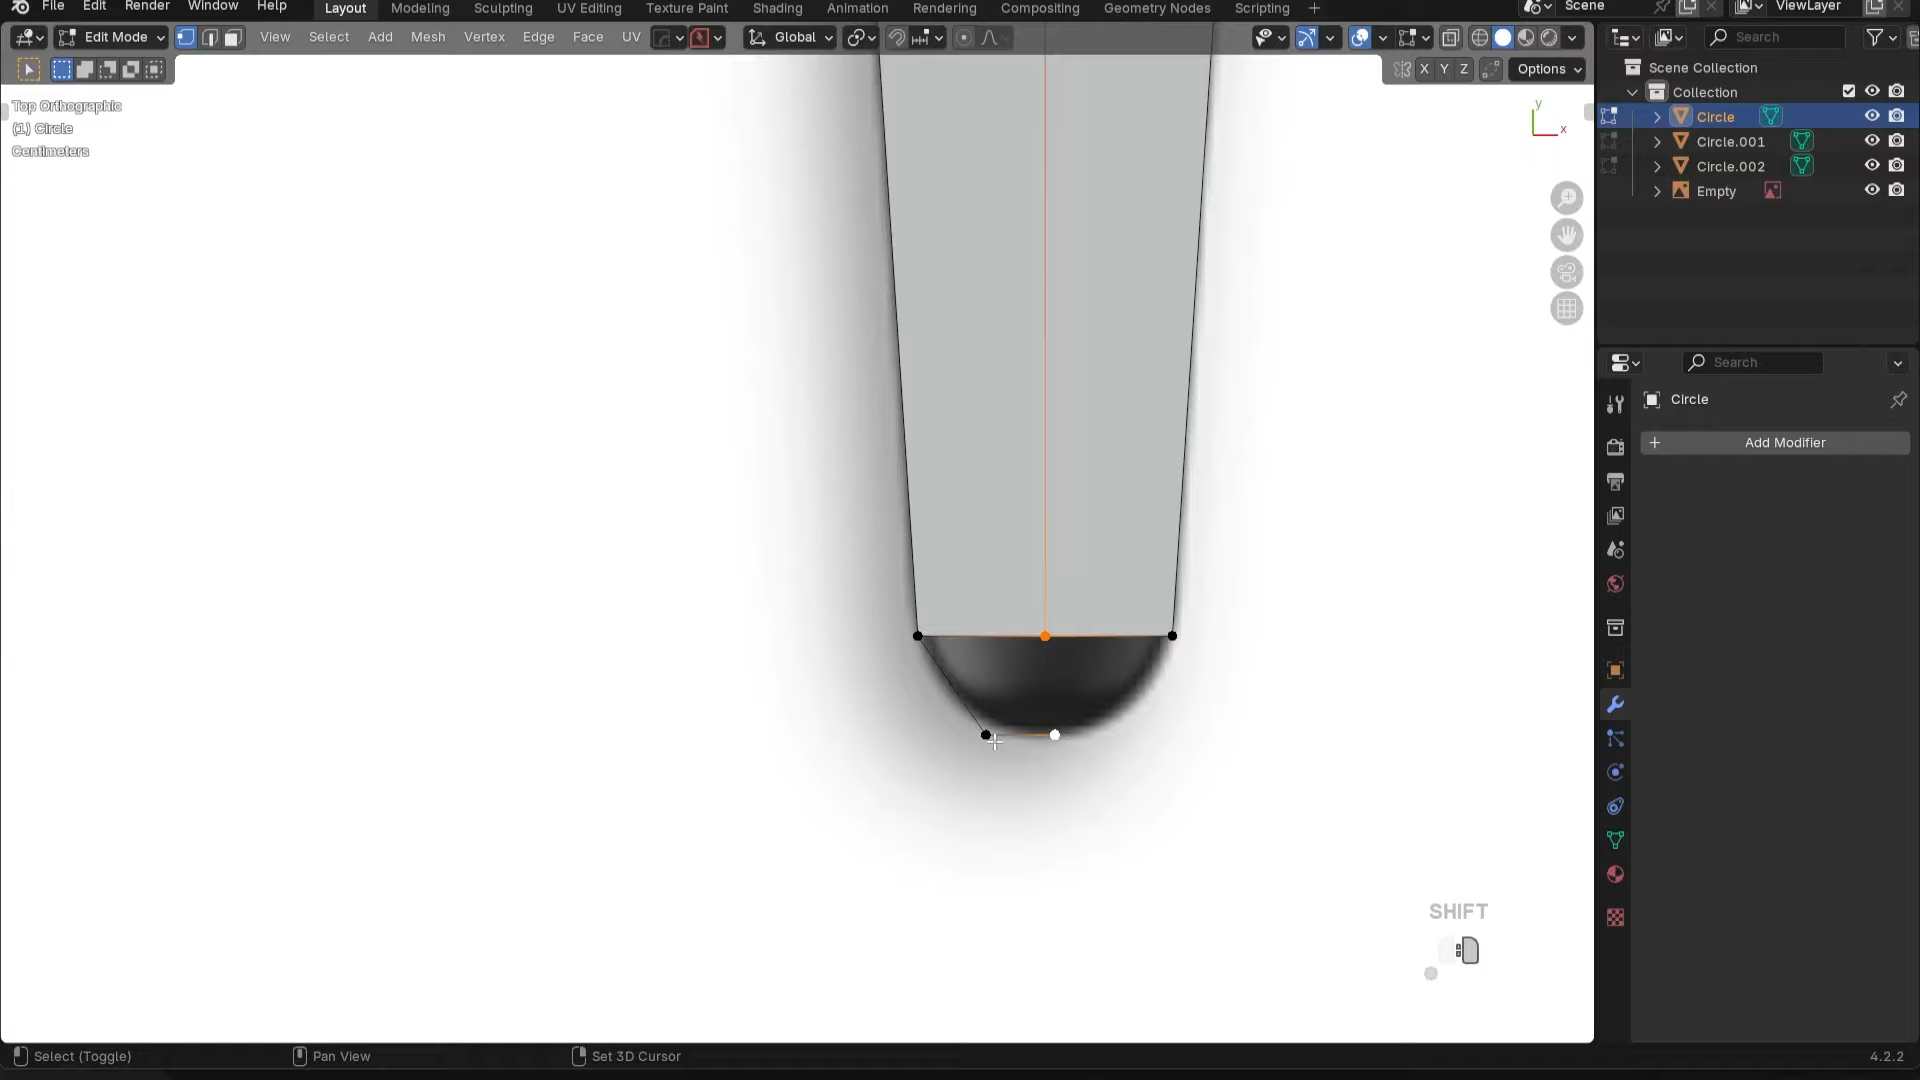 File Edit Render Window Help Layout Modeling Sculpting UV Editing Texture Paint Shading Animation Rendering Compositing Geometry Nodes Scripting + Scene ViewLayer
Edit Mode View Select Add Mesh Vertex Edge Face UV Global Search
X Y Z Options
Scene Collection
Collection
Circle
Circle.001
Circle.002
Empty
Top Orthographic
(1) Circle
Centimeters
y
x
Search
Circle
+ Add Modifier
SHIFT
Select (Toggle) Pan View Set 3D Cursor 4.2.2